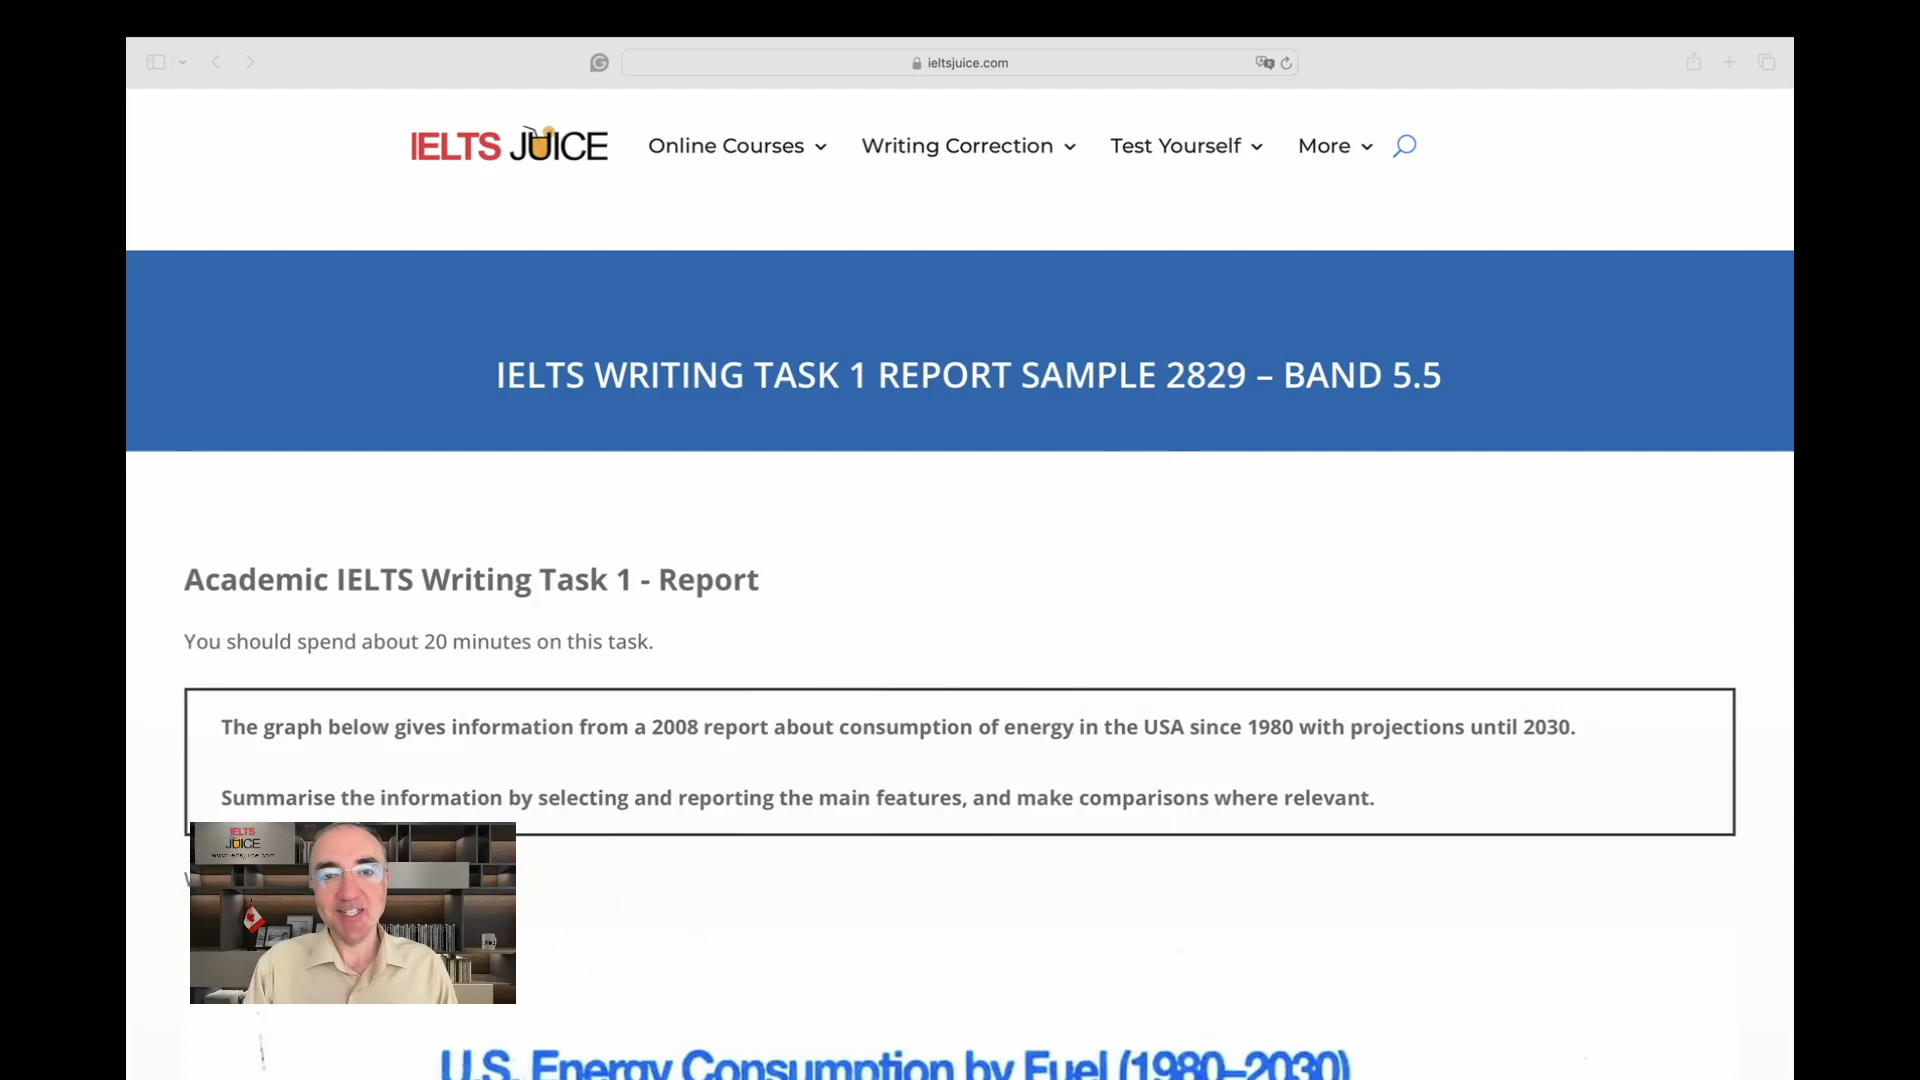 ieltsjuice.com
IELTS JUICE
Online Courses
Writing Correction
Test Yourself
More
IELTS WRITING TASK 1 REPORT SAMPLE 2829 – BAND 5.5
Academic IELTS Writing Task 1 - Report
You should spend about 20 minutes on this task.
The graph below gives information from a 2008 report about consumption of energy in the USA since 1980 with projections until 2030.
Summarise the information by selecting and reporting the main features, and make comparisons where relevant.
IELTS
JUICE
www.ieltsjuice.com
U.S. Energy Consumption by Fuel (1980–2030)